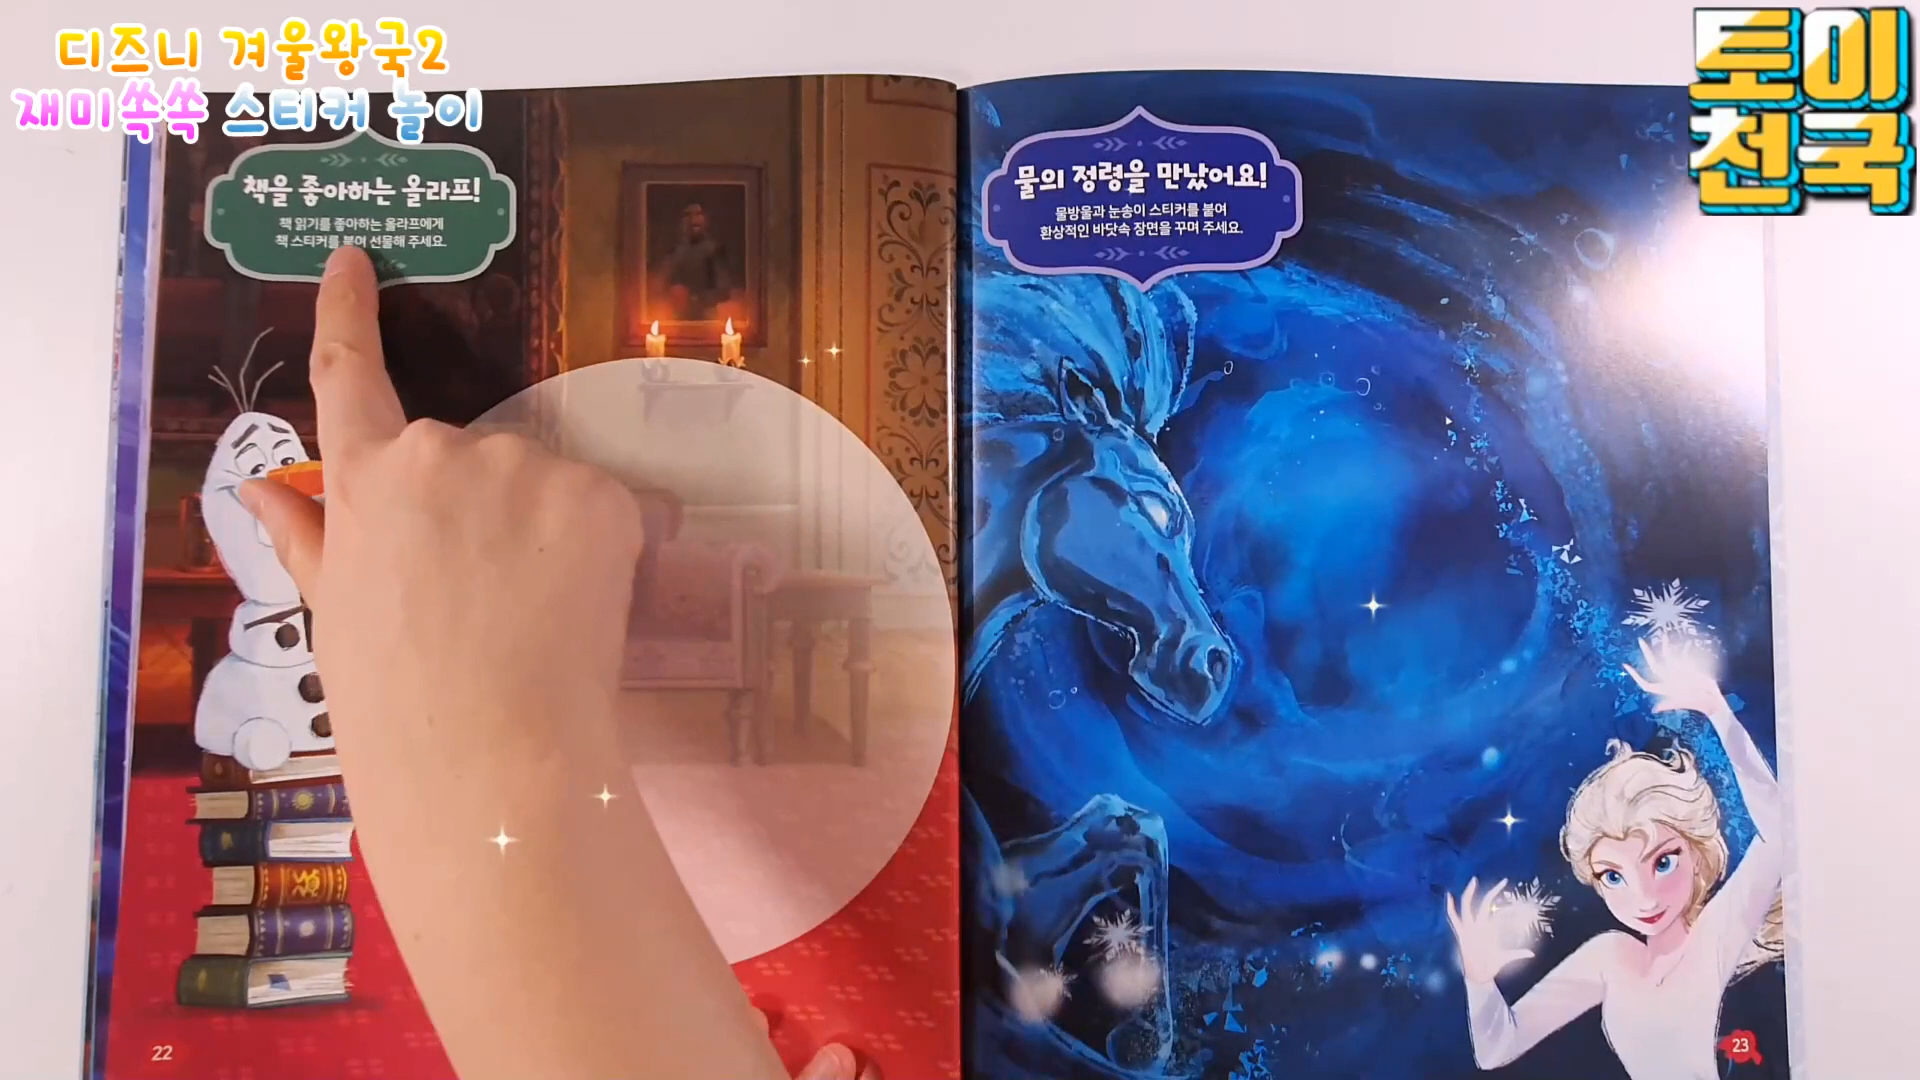 디즈니 겨울왕국2
재미쏙쏙 스티커 놀이
토이
천국
책을 좋아하는 올라프!
책 읽기를 좋아하는 올라프에게
책 스티커를 붙여 선물해 주세요.
물의 정령을 만났어요!
물방울과 눈송이 스티커를 붙여
환상적인 바닷속 장면을 꾸며 주세요.
22
23